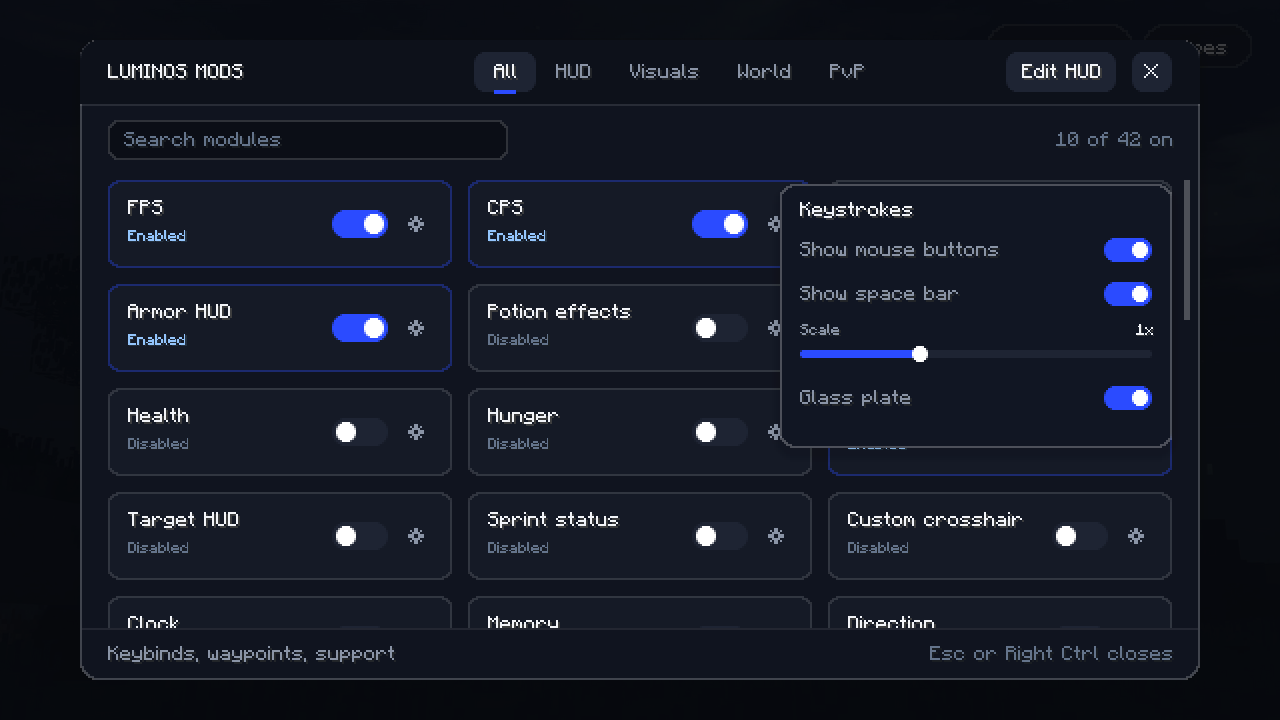 LUMINOS MODS
All HUD Visuals World PvP
Edit HUD
Search modules
10 of 42 on
FPS
Enabled
CPS
Enabled
Keystrokes
Show mouse buttons
Show space bar
Scale 1x
Glass plate
Armor HUD
Enabled
Potion effects
Disabled
Health
Disabled
Hunger
Disabled
Target HUD
Disabled
Sprint status
Disabled
Custom crosshair
Disabled
Clock
Memory
Direction
Keybinds, waypoints, support
Esc or Right Ctrl closes